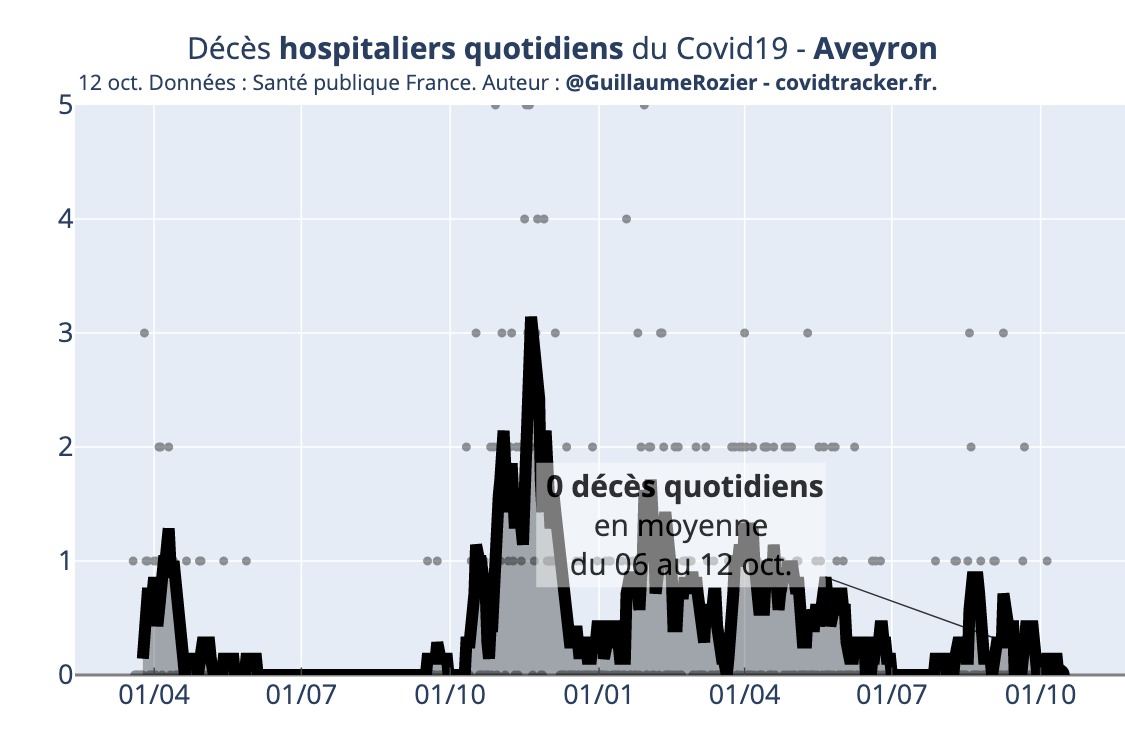 Décès hospitaliers quotidiens du Covid19 - Aveyron
12 oct. Données : Santé publique France. Auteur : @GuillaumeRozier - covidtracker.fr.
5
4
3
2
1
0
0 décès quotidiens
en moyenne
du 06 au 12 oct.
01/04 01/07 01/10 01/01 01/04 01/07 01/10